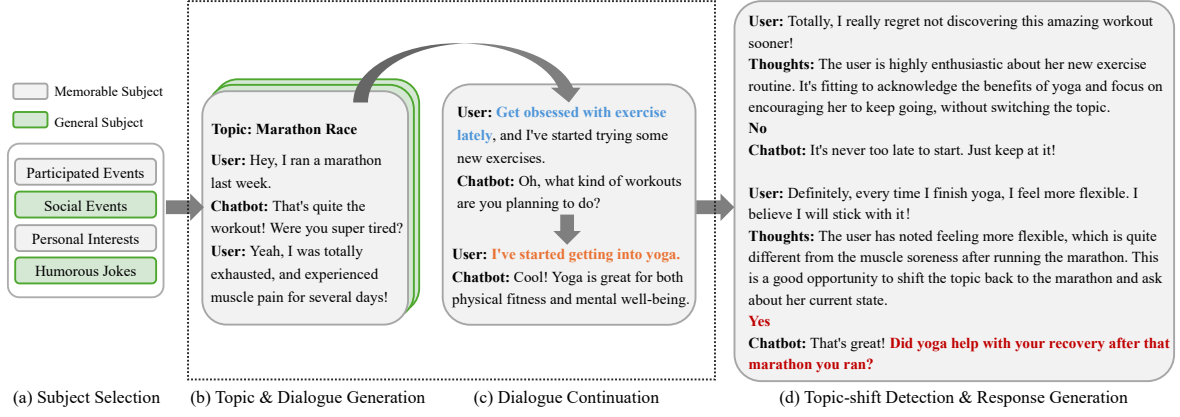 Memorable Subject
General Subject
Participated Events
Social Events
Personal Interests
Humorous Jokes
(a) Subject Selection
Topic: Marathon Race
User: Hey, I ran a marathon
last week.
Chatbot: That's quite the
workout! Were you super tired?
User: Yeah, I was totally
exhausted, and experienced
muscle pain for several days!
(b) Topic & Dialogue Generation
User: Get obsessed with exercise
lately, and I've started trying some
new exercises.
Chatbot: Oh, what kind of workouts
are you planning to do?
User: I've started getting into yoga.
Chatbot: Cool! Yoga is great for both
physical fitness and mental well-being.
(c) Dialogue Continuation
User: Totally, I really regret not discovering this amazing workout
sooner!
Thoughts: The user is highly enthusiastic about her new exercise
routine. It's fitting to acknowledge the benefits of yoga and focus on
encouraging her to keep going, without switching the topic.
No
Chatbot: It's never too late to start. Just keep at it!
User: Definitely, every time I finish yoga, I feel more flexible. I
believe I will stick with it!
Thoughts: The user has noted feeling more flexible, which is quite
different from the muscle soreness after running the marathon. This
is a good opportunity to shift the topic back to the marathon and ask
about her current state.
Yes
Chatbot: That's great! Did yoga help with your recovery after that
marathon you ran?
(d) Topic-shift Detection & Response Generation